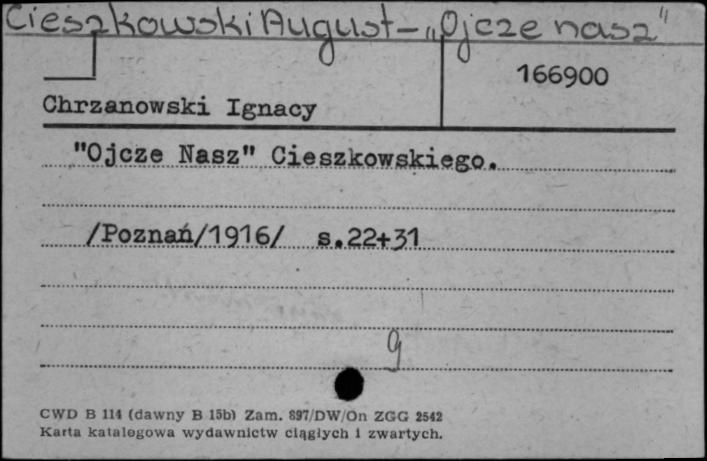 Cieszkowski August – „Ojcze nasz"
166900
Chrzanowski Ignacy
"Ojcze Nasz" Cieszkowskiego.
/Poznań/1916/ s.22+31
g
CWD B 114 (dawny B 15b) Zam. 897/DW/On ZGG 2542
Karta katalogowa wydawnictw ciągłych i zwartych.